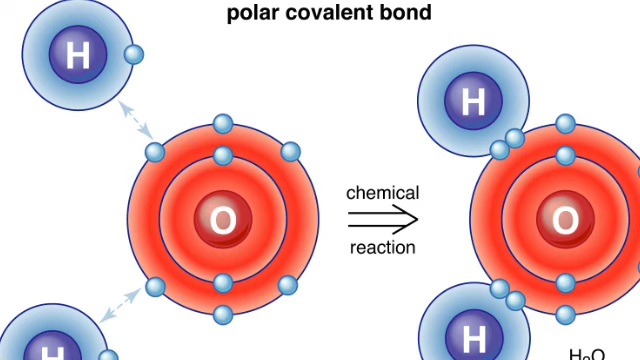 polar covalent bond
H
H
O
chemical
reaction
O
H
H
H₂O